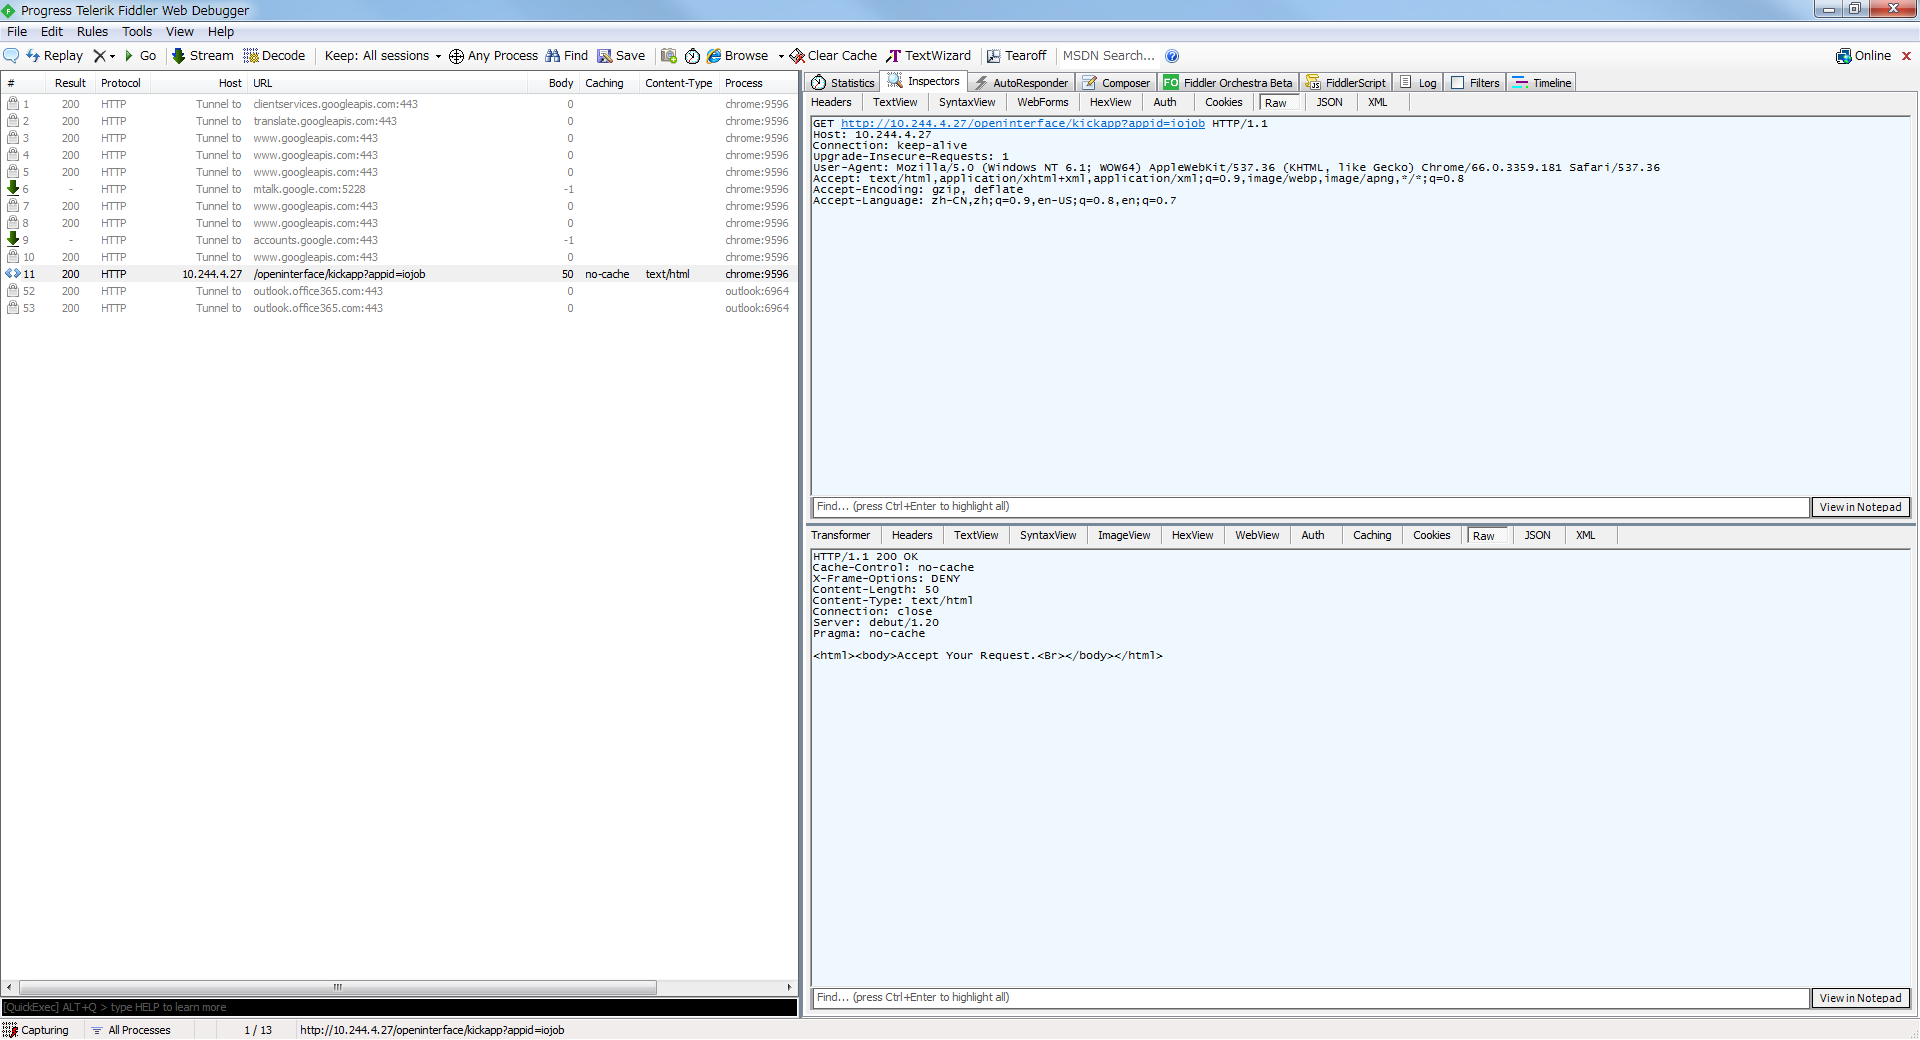 Progress Telerik Fiddler Web Debugger
File Edit Rules Tools View Help
Replay Go Stream Decode Keep: All sessions Any Process Find Save Browse Clear Cache TextWizard Tearoff MSDN Search... Online
# Result Protocol Host URL Body Caching Content-Type Process
1 200 HTTP Tunnel to clientservices.googleapis.com:443 0 chrome:9596
2 200 HTTP Tunnel to translate.googleapis.com:443 0 chrome:9596
3 200 HTTP Tunnel to www.googleapis.com:443 0 chrome:9596
4 200 HTTP Tunnel to www.googleapis.com:443 0 chrome:9596
5 200 HTTP Tunnel to www.googleapis.com:443 0 chrome:9596
6 - HTTP Tunnel to mtalk.google.com:5228 -1 chrome:9596
7 200 HTTP Tunnel to www.googleapis.com:443 0 chrome:9596
8 200 HTTP Tunnel to www.googleapis.com:443 0 chrome:9596
9 - HTTP Tunnel to accounts.google.com:443 -1 chrome:9596
10 200 HTTP Tunnel to www.googleapis.com:443 0 chrome:9596
11 200 HTTP 10.244.4.27 /openinterface/kickapp?appid=iojob 50 no-cache text/html chrome:9596
52 200 HTTP Tunnel to outlook.office365.com:443 0 outlook:6964
53 200 HTTP Tunnel to outlook.office365.com:443 0 outlook:6964
[QuickExec] ALT+Q > type HELP to learn more
Statistics Inspectors AutoResponder Composer FO Fiddler Orchestra Beta FiddlerScript Log Filters Timeline
Headers TextView SyntaxView WebForms HexView Auth Cookies Raw JSON XML
GET http://10.244.4.27/openinterface/kickapp?appid=iojob HTTP/1.1
Host: 10.244.4.27
Connection: keep-alive
Upgrade-Insecure-Requests: 1
User-Agent: Mozilla/5.0 (Windows NT 6.1; WOW64) AppleWebKit/537.36 (KHTML, like Gecko) Chrome/66.0.3359.181 Safari/537.36
Accept: text/html,application/xhtml+xml,application/xml;q=0.9,image/webp,image/apng,*/*;q=0.8
Accept-Encoding: gzip, deflate
Accept-Language: zh-CN,zh;q=0.9,en-US;q=0.8,en;q=0.7
Find... (press Ctrl+Enter to highlight all) View in Notepad
Transformer Headers TextView SyntaxView ImageView HexView WebView Auth Caching Cookies Raw JSON XML
HTTP/1.1 200 OK
Cache-Control: no-cache
X-Frame-Options: DENY
Content-Length: 50
Content-Type: text/html
Connection: close
Server: debut/1.20
Pragma: no-cache
<html><body>Accept Your Request.<Br></body></html>
Find... (press Ctrl+Enter to highlight all) View in Notepad
Capturing All Processes 1 / 13 http://10.244.4.27/openinterface/kickapp?appid=iojob